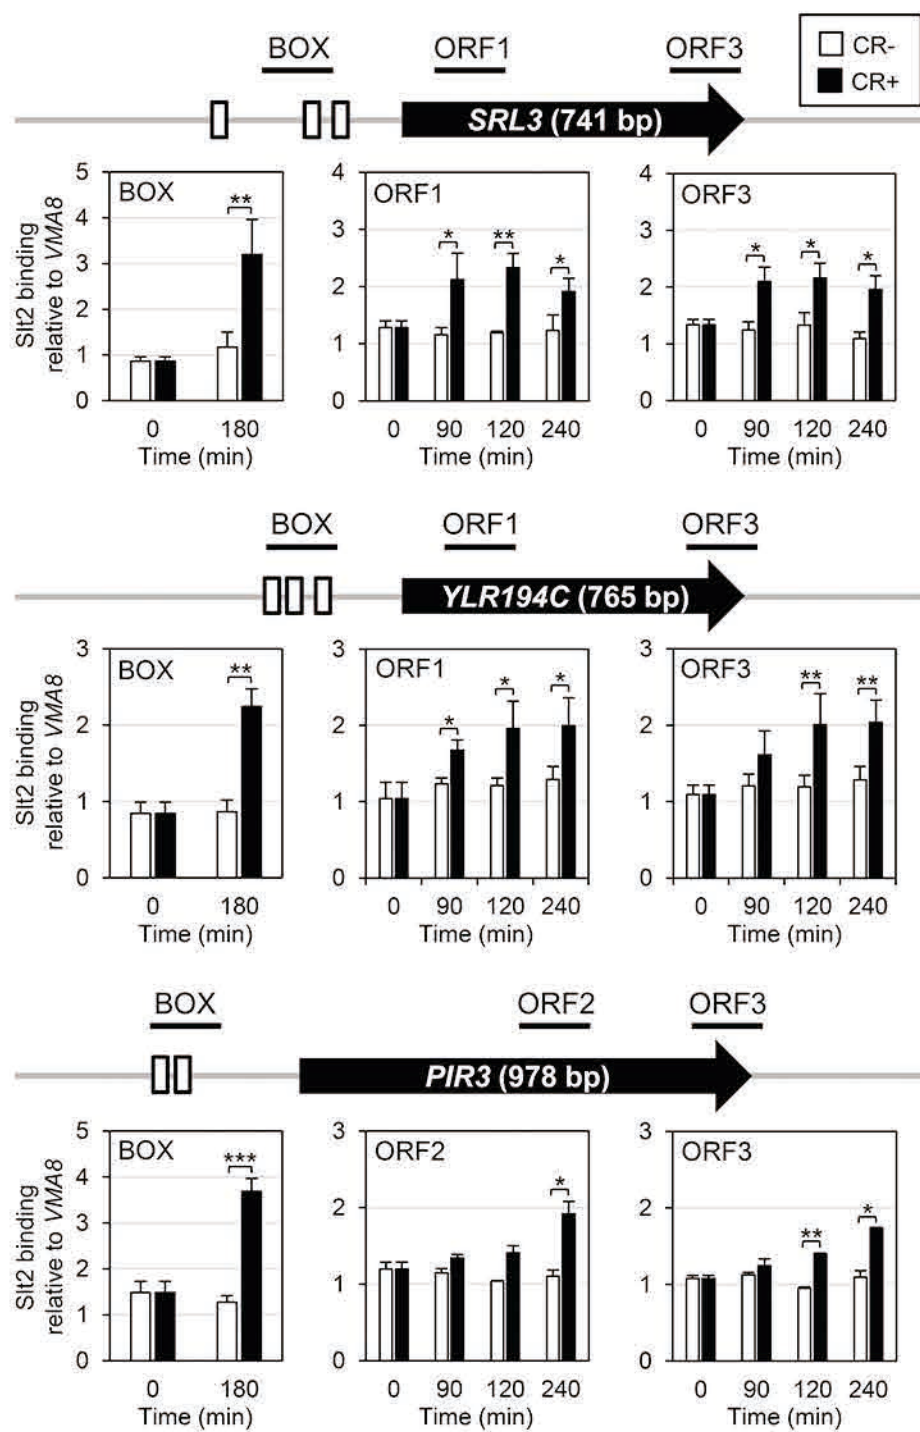 CR-
CR+
BOX ORF1 ORF3
SRL3 (741 bp)
BOX ORF1 ORF3
Slt2 binding
relative to VMA8
5 4 3 2 1 0
4 3 2 1 0
4 3 2 1 0
** * ** * * * *
0 180 0 90 120 240 0 90 120 240
Time (min) Time (min) Time (min)
BOX ORF1 ORF3
YLR194C (765 bp)
BOX ORF1 ORF3
Slt2 binding
relative to VMA8
3 2 1 0
3 2 1 0
3 2 1 0
** * * * ** **
0 180 0 90 120 240 0 90 120 240
Time (min) Time (min) Time (min)
BOX ORF2 ORF3
PIR3 (978 bp)
BOX ORF2 ORF3
Slt2 binding
relative to VMA8
5 4 3 2 1 0
3 2 1 0
3 2 1 0
*** * ** *
0 180 0 90 120 240 0 90 120 240
Time (min) Time (min) Time (min)